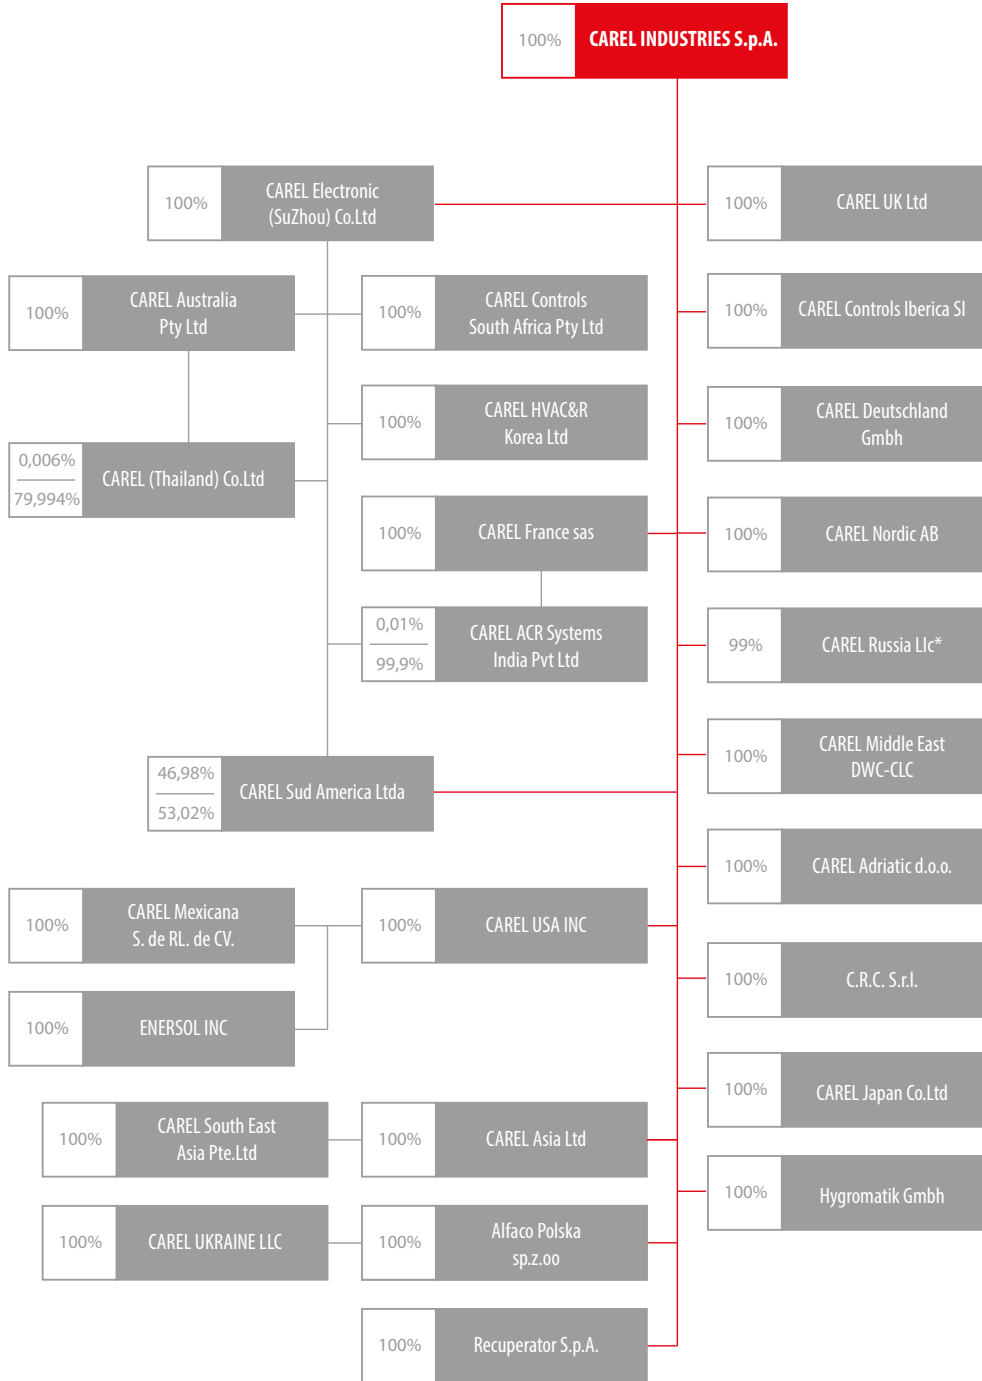 100%
CAREL INDUSTRIES S.p.A.
100%
CAREL Electronic
(SuZhou) Co.Ltd
100%
CAREL UK Ltd
100%
CAREL Australia
Pty Ltd
100%
CAREL Controls
South Africa Pty Ltd
100%
CAREL Controls Iberica Sl
100%
CAREL HVAC&R
Korea Ltd
100%
CAREL Deutschland
Gmbh
0,006%
79,994%
CAREL (Thailand) Co.Ltd
100%
CAREL France sas
100%
CAREL Nordic AB
0,01%
99,9%
CAREL ACR Systems
India Pvt Ltd
99%
CAREL Russia Llc*
100%
CAREL Middle East
DWC-CLC
46,98%
53,02%
CAREL Sud America Ltda
100%
CAREL Adriatic d.o.o.
100%
CAREL Mexicana
S. de RL. de CV.
100%
CAREL USA INC
100%
C.R.C. S.r.l.
100%
ENERSOL INC
100%
CAREL Japan Co.Ltd
100%
CAREL South East
Asia Pte.Ltd
100%
CAREL Asia Ltd
100%
Hygromatik Gmbh
100%
CAREL UKRAINE LLC
100%
Alfaco Polska
sp.z.oo
100%
Recuperator S.p.A.